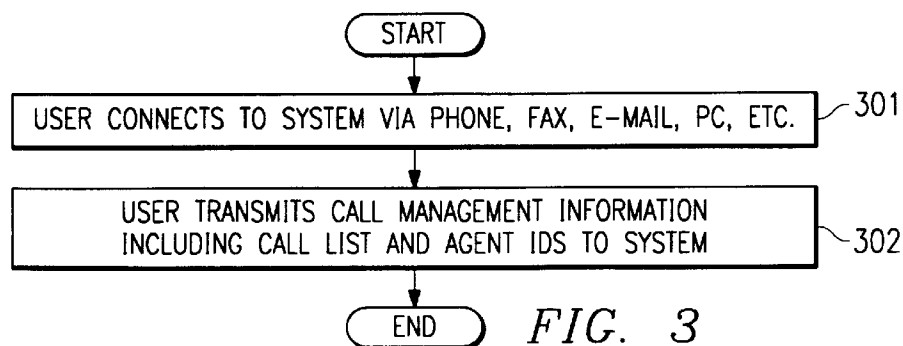 START
USER CONNECTS TO SYSTEM VIA PHONE, FAX, E-MAIL, PC, ETC.
301
USER TRANSMITS CALL MANAGEMENT INFORMATION
INCLUDING CALL LIST AND AGENT IDS TO SYSTEM
302
END
FIG. 3